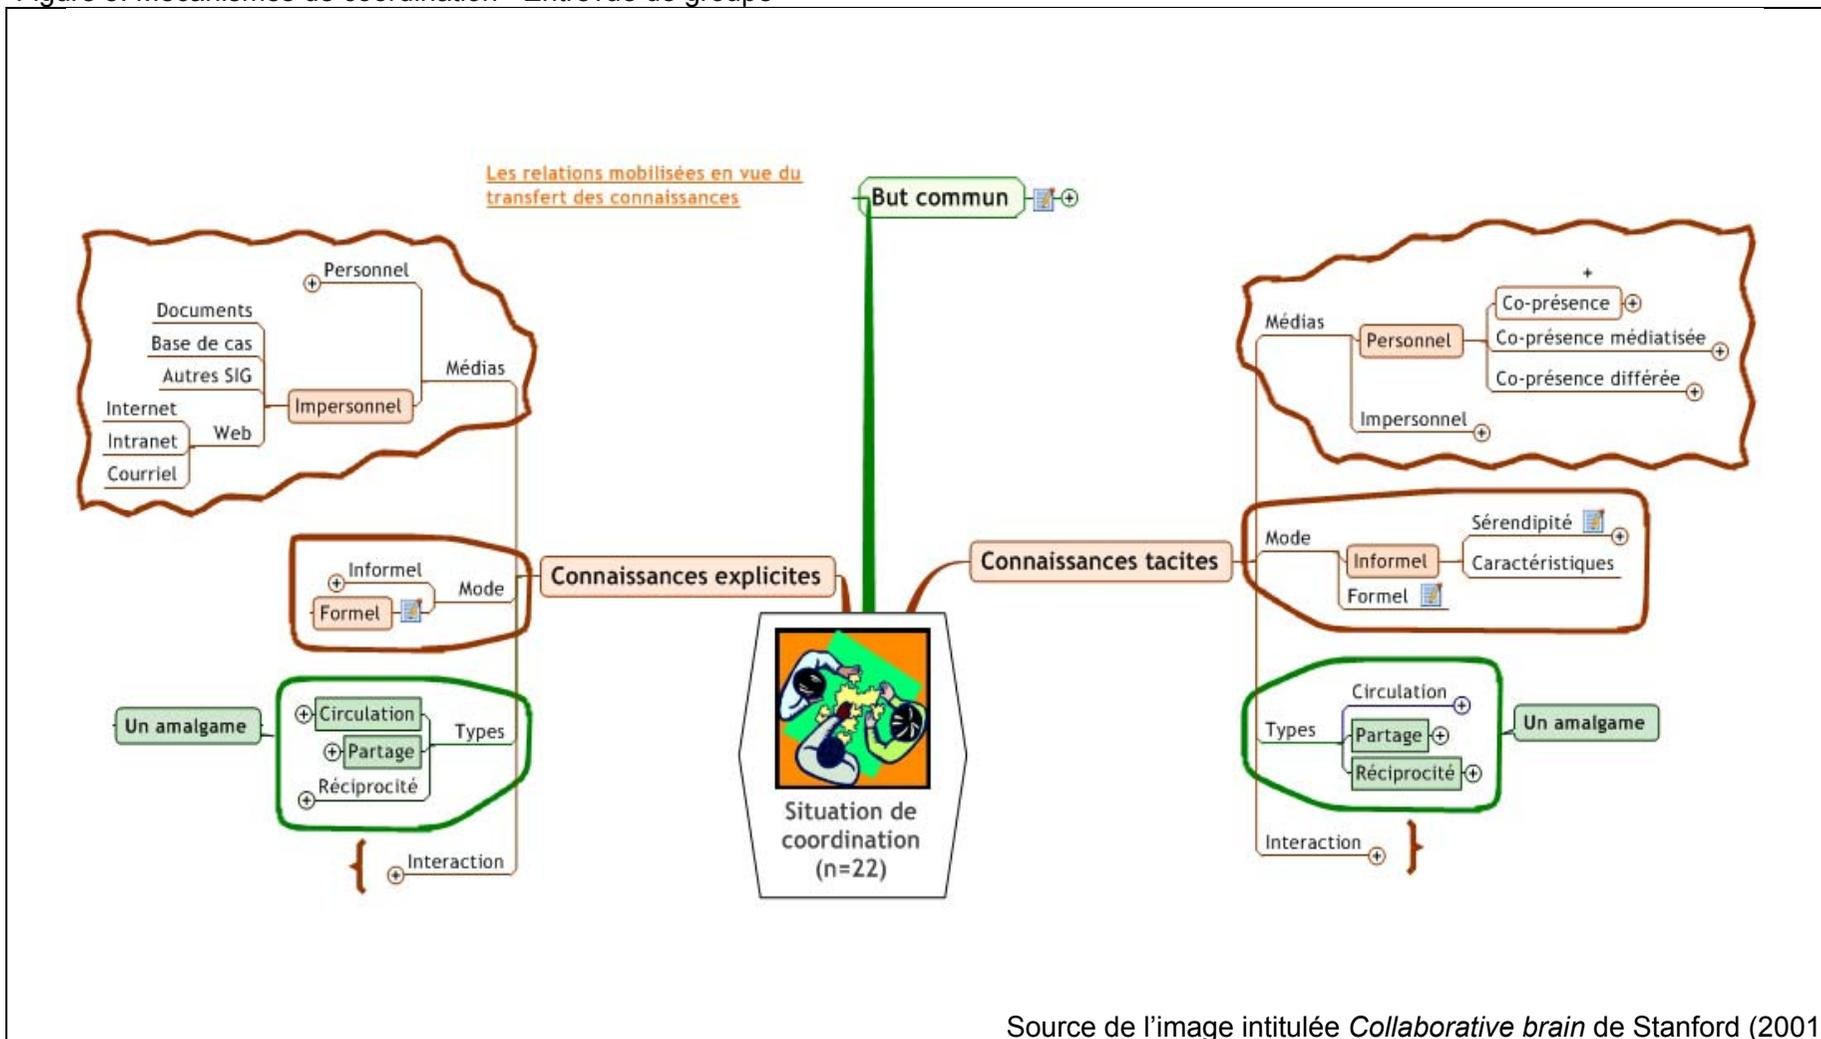 Les relations mobilisées en vue du
transfert des connaissances
But commun
Personnel
Documents
Base de cas
Autres SIG
Internet
Intranet
Courriel
Web
Impersonnel
Médias
Informel
Formel
Mode
Connaissances explicites
Un amalgame
Circulation
Partage
Réciprocité
Types
Interaction
Situation de
coordination
(n=22)
Connaissances tacites
Médias
Personnel
+
Co-présence
Co-présence médiatisée
Co-présence différée
Impersonnel
Mode
Informel
Sérendipité
Caractéristiques
Formel
Types
Circulation
Partage
Réciprocité
Un amalgame
Interaction
Source de l’image intitulée Collaborative brain de Stanford (2001